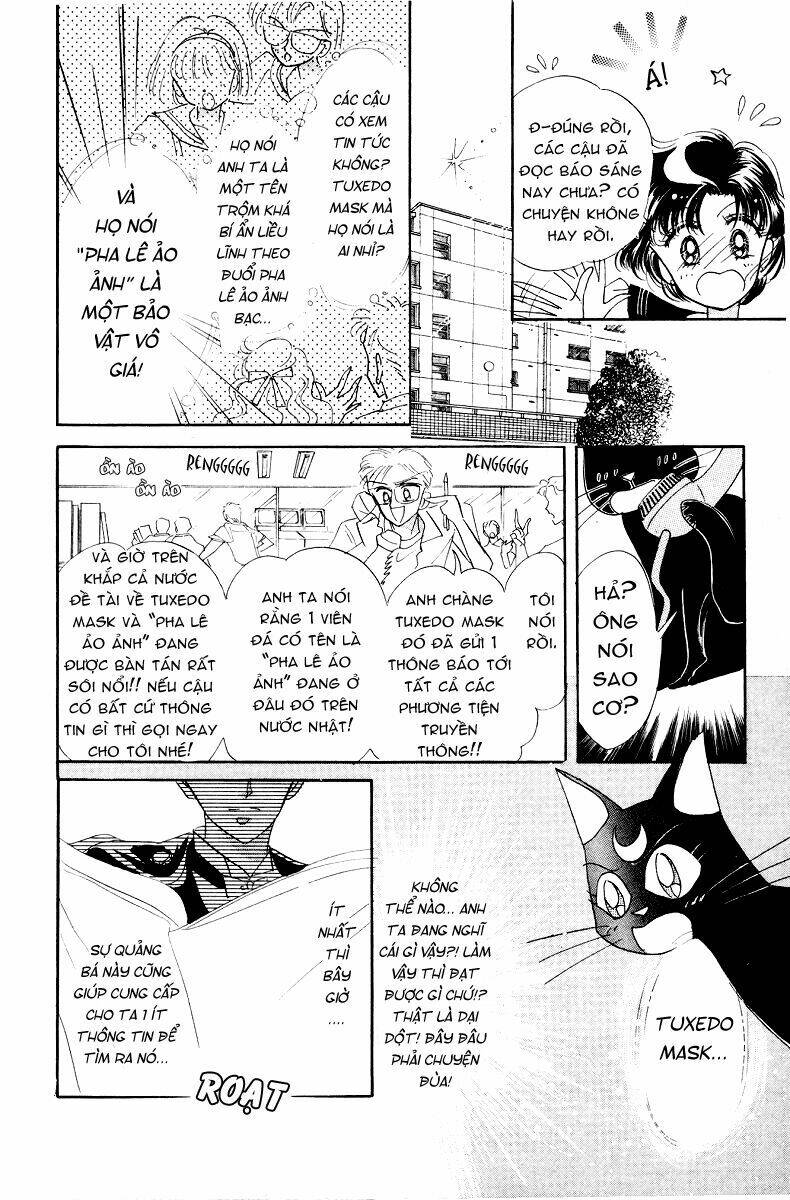 Á!
Đ-ĐÚNG RỒI,
CÁC CẬU ĐÃ
ĐỌC BÁO SÁNG
NAY CHƯA? CÓ
CHUYỆN KHÔNG
HAY RỒI.
CÁC CẬU
CÓ XEM
TIN TỨC
KHÔNG?
TUXEDO
MASK MÀ
HỌ NÓI LÀ
AI NHỈ?
HỌ NÓI
ANH TA LÀ
MỘT TÊN
TRỘM KHÁ
BÍ ẨN LIỀU
LĨNH THEO
ĐUỔI PHA
LÊ ẢO ẢNH
BẠC...
VÀ
HỌ NÓI
"PHA LÊ ẢO
ẢNH" LÀ
MỘT BẢO
VẬT VÔ
GIÁ!
HẢ?
ÔNG
NÓI
SAO
CƠ?
RENGGGGG
RENGGGGG
ỒN ÀO
ỒN ÀO
TÔI
NÓI
RỒI.
ANH CHÀNG
TUXEDO MASK
ĐÓ ĐÃ GỬI 1
THÔNG BÁO TỚI
TẤT CẢ CÁC
PHƯƠNG TIỆN
TRUYỀN
THÔNG!!
ANH TA NÓI
RẰNG 1 VIÊN
ĐÁ CÓ TÊN LÀ
"PHA LÊ ẢO
ẢNH" ĐANG Ở
ĐÂU ĐÓ TRÊN
NƯỚC NHẬT!
VÀ GIỜ TRÊN
KHẮP CẢ NƯỚC
ĐỀ TÀI VỀ TUXEDO
MASK VÀ "PHA LÊ
ẢO ẢNH" ĐANG
ĐƯỢC BÀN TÁN RẤT
SÔI NỔI!! NẾU CẬU
CÓ BẤT CỨ THÔNG
TIN GÌ THÌ GỌI NGAY
CHO TÔI NHÉ!
TUXEDO
MASK...
KHÔNG
THỂ NÀO... ANH
TA ĐANG NGHĨ
CÁI GÌ VẬY?! LÀM
VẬY THÌ ĐẠT
ĐƯỢC GÌ CHỨ!?
THẬT LÀ DẠI
DỘT! ĐÂY ĐÂU
PHẢI CHUYỆN
ĐÙA!
ÍT
NHẤT
THÌ
BÂY
GIỜ
....
SỰ QUẢNG
BÁ NÀY CŨNG
GIÚP CUNG CẤP
CHO TA 1 ÍT
THÔNG TIN ĐỂ
TÌM RA NÓ...
ROẠT